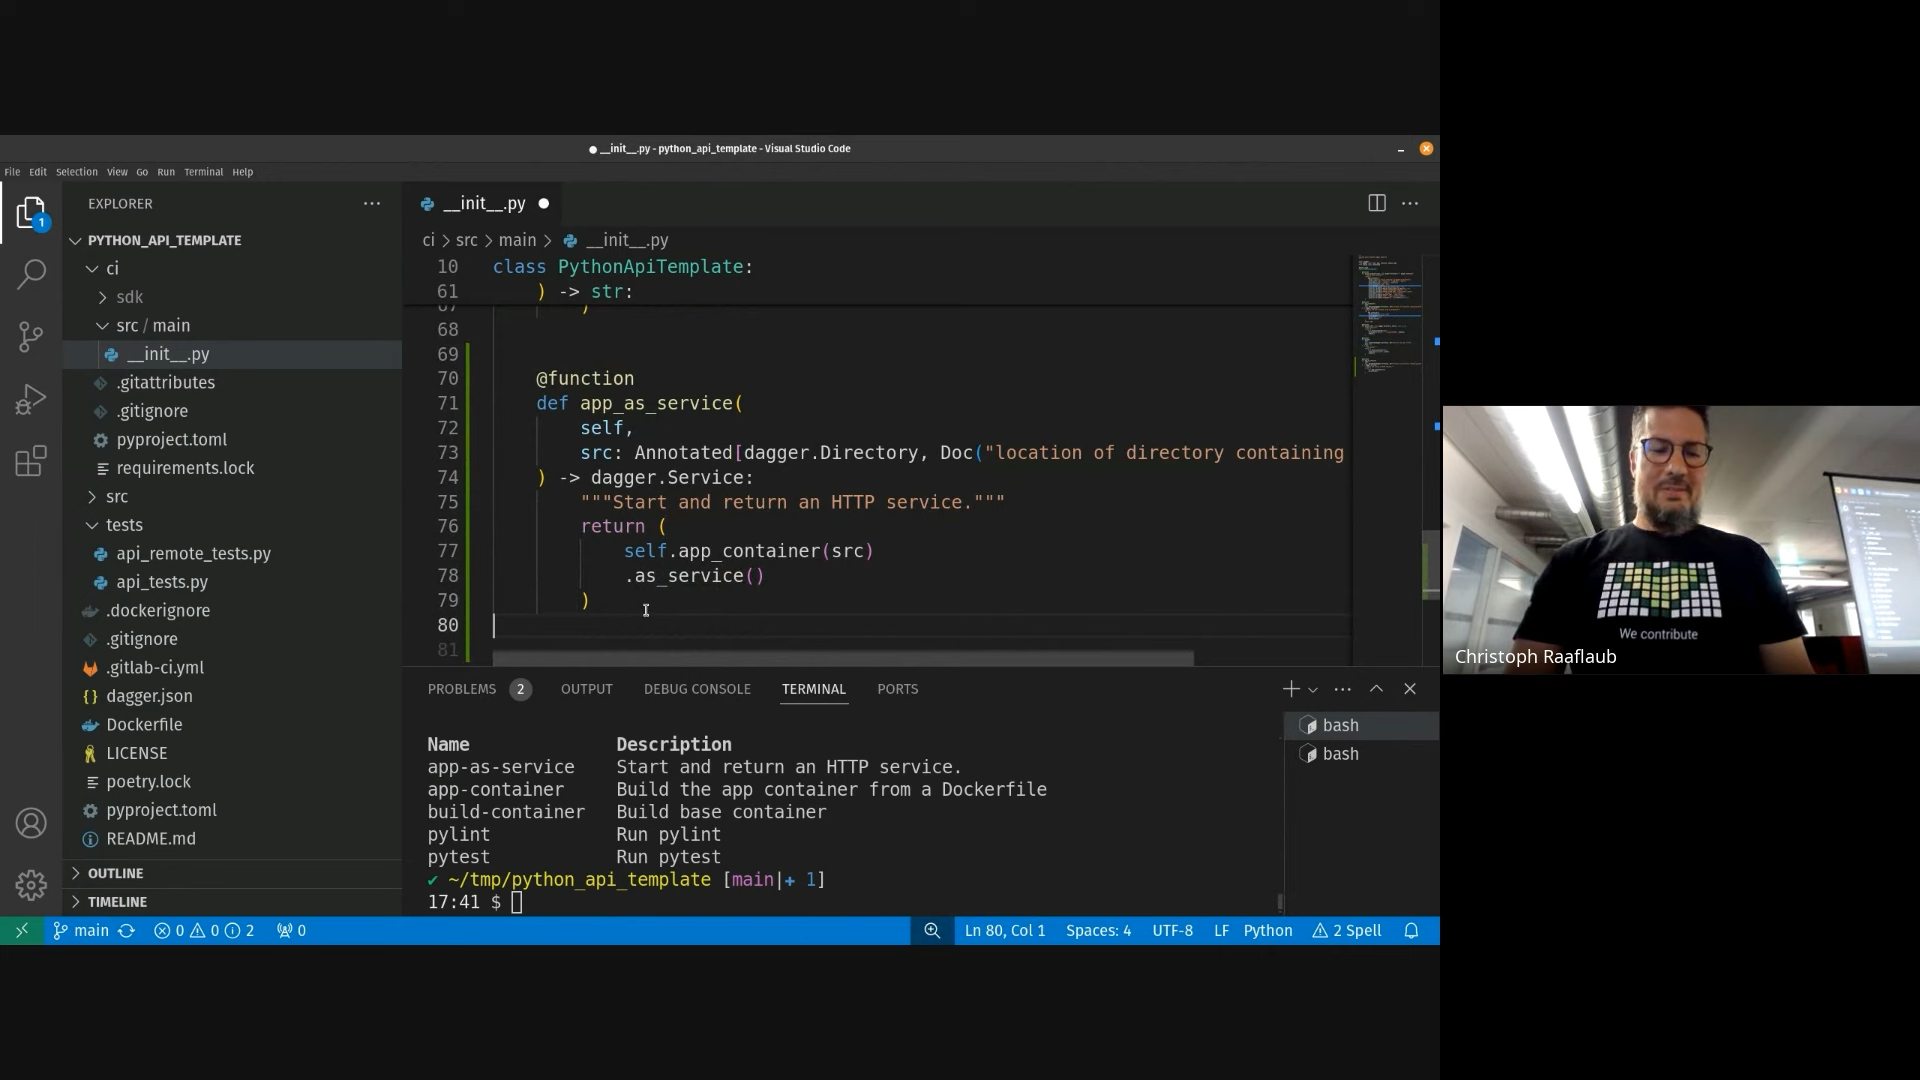 __init__.py - python_api_template - Visual Studio Code
File Edit Selection View Go Run Terminal Help
1
EXPLORER
PYTHON_API_TEMPLATE
ci
sdk
src / main
__init__.py
.gitattributes
.gitignore
pyproject.toml
requirements.lock
src
tests
api_remote_tests.py
api_tests.py
.dockerignore
.gitignore
.gitlab-ci.yml
dagger.json
Dockerfile
LICENSE
poetry.lock
pyproject.toml
README.md
OUTLINE
TIMELINE
__init__.py
ci > src > main > __init__.py
10 class PythonApiTemplate:
61 ) -> str:
67 )
68
69
70 @function
71 def app_as_service(
72 self,
73 src: Annotated[dagger.Directory, Doc("location of directory containing
74 ) -> dagger.Service:
75 """Start and return an HTTP service."""
76 return (
77 self.app_container(src)
78 .as_service()
79 )
80
81
PROBLEMS 2 OUTPUT DEBUG CONSOLE TERMINAL PORTS
Name Description
app-as-service Start and return an HTTP service.
app-container Build the app container from a Dockerfile
build-container Build base container
pylint Run pylint
pytest Run pytest
✔ ~/tmp/python_api_template [main|+ 1]
17:41 $
bash
bash
main 0 0 2 0 Ln 80, Col 1 Spaces: 4 UTF-8 LF Python 2 Spell
We contribute
Christoph Raaflaub